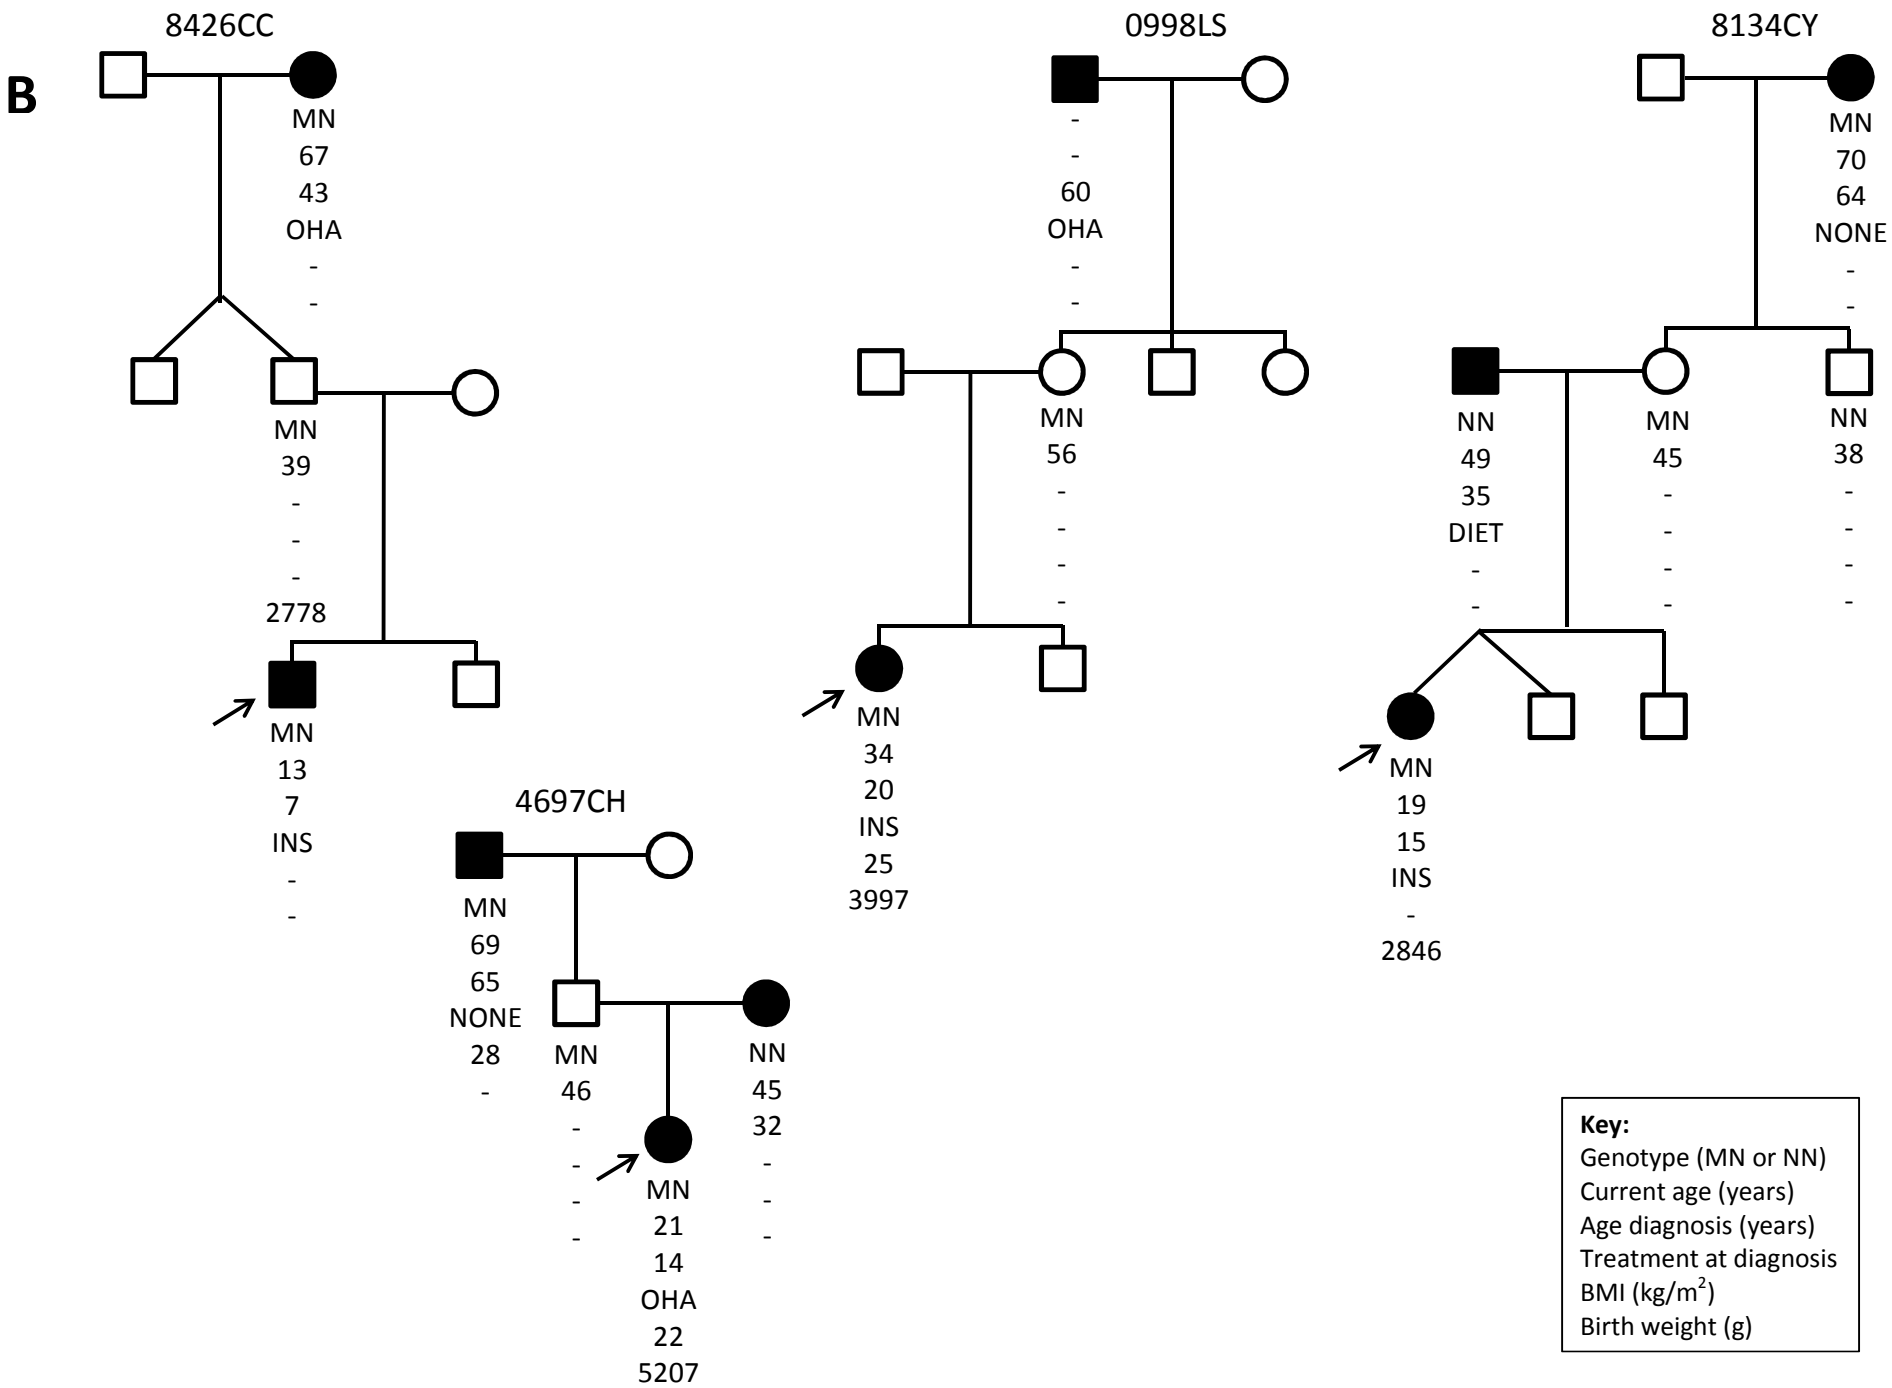 B
8426CC
MN
67
43
OHA
-
-
MN
39
-
-
-
2778
MN
13
7
INS
-
-
4697CH
MN
69
65
NONE
28
-
MN
46
-
-
-
-
NN
45
32
-
-
-
MN
21
14
OHA
22
5207
0998LS
-
-
60
OHA
-
-
MN
56
-
-
-
-
MN
34
20
INS
25
3997
8134CY
MN
70
64
NONE
-
-
NN
49
35
DIET
-
-
MN
45
-
-
-
-
NN
38
-
-
-
-
MN
19
15
INS
-
2846
Key:
Genotype (MN or NN)
Current age (years)
Age diagnosis (years)
Treatment at diagnosis
BMI (kg/m²)
Birth weight (g)